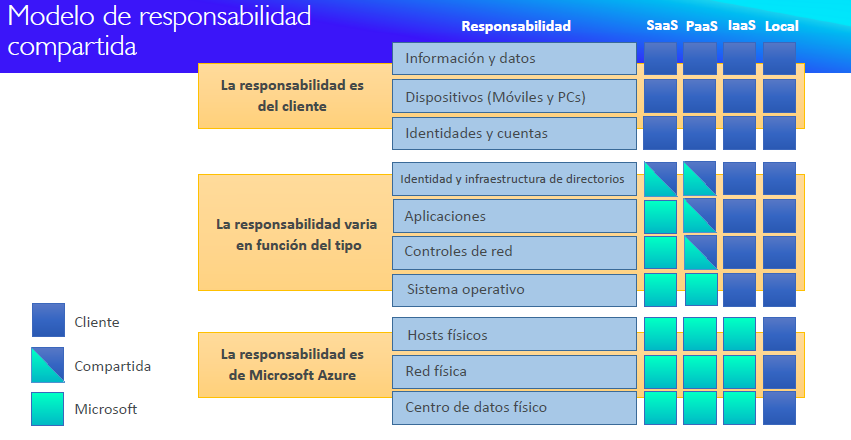 Modelo de responsabilidad
compartida
Responsabilidad
SaaS PaaS IaaS Local
La responsabilidad es
del cliente
Información y datos
Dispositivos (Móviles y PCs)
Identidades y cuentas
La responsabilidad varia
en función del tipo
Identidad y infraestructura de directorios
Aplicaciones
Controles de red
Sistema operativo
La responsabilidad es
de Microsoft Azure
Hosts físicos
Red física
Centro de datos físico
Cliente
Compartida
Microsoft